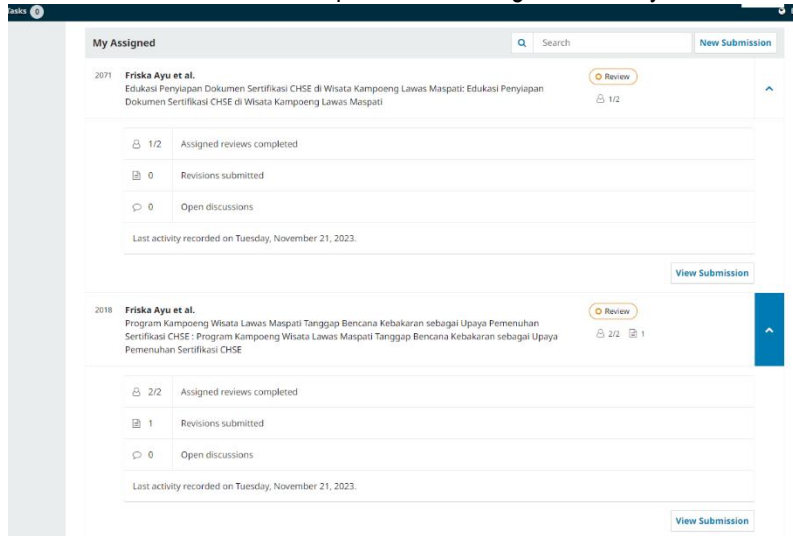 Tasks 0
My Assigned
Search
New Submission
2071 Friska Ayu et al.
Edukasi Penyiapan Dokumen Sertifikasi CHSE di Wisata Kampoeng Lawas Maspati: Edukasi Penyiapan
Dokumen Sertifikasi CHSE di Wisata Kampoeng Lawas Maspati
Review
1/2
1/2 Assigned reviews completed
0 Revisions submitted
0 Open discussions
Last activity recorded on Tuesday, November 21, 2023.
View Submission
2018 Friska Ayu et al.
Program Kampoeng Wisata Lawas Maspati Tanggap Bencana Kebakaran sebagai Upaya Pemenuhan
Sertifikasi CHSE : Program Kampoeng Wisata Lawas Maspati Tanggap Bencana Kebakaran sebagai Upaya
Pemenuhan Sertifikasi CHSE
Review
2/2 1
2/2 Assigned reviews completed
1 Revisions submitted
0 Open discussions
Last activity recorded on Tuesday, November 21, 2023.
View Submission